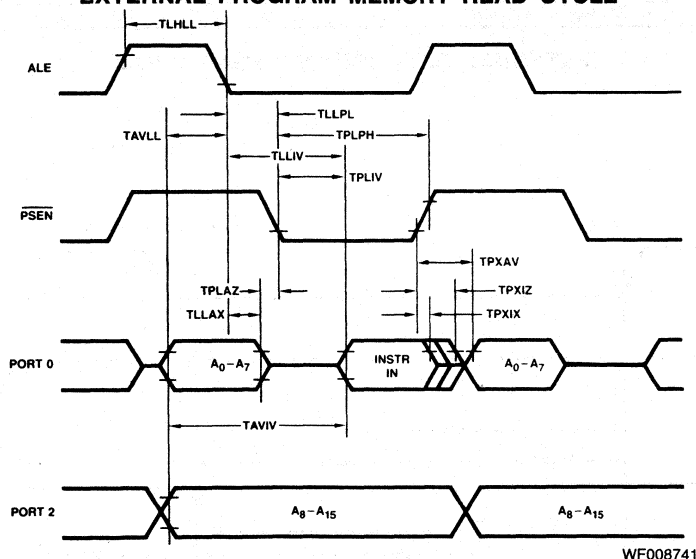 EXTERNAL PROGRAM MEMORY READ CYCLE
TLHLL
ALE
TLLPL
TAVLL
TPLPH
TLLIV
TPLIV
PSEN
TPXAV
TPLAZ
TPXIZ
TLLAX
TPXIX
PORT 0
A0–A7
INSTR
IN
A0–A7
TAVIV
PORT 2
A8–A15
A8–A15
WF008741